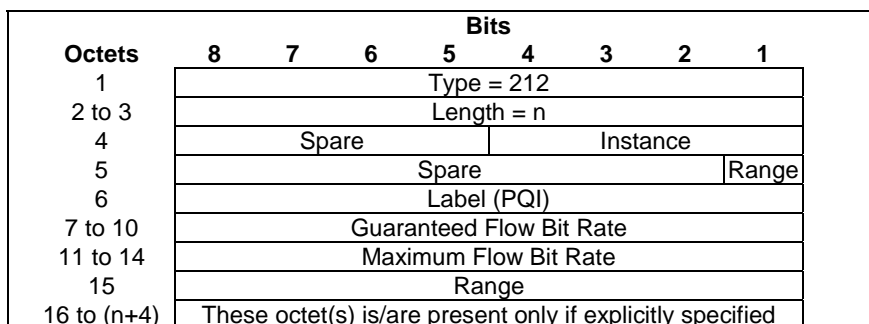 Bits
Octets 8 7 6 5 4 3 2 1
1 Type = 212
2 to 3 Length = n
4 Spare Instance
5 Spare Range
6 Label (PQI)
7 to 10 Guaranteed Flow Bit Rate
11 to 14 Maximum Flow Bit Rate
15 Range
16 to (n+4) These octet(s) is/are present only if explicitly specified